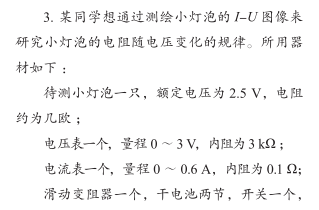 3. 某同学想通过测绘小灯泡的 I–U 图像来
研究小灯泡的电阻随电压变化的规律。所用器
材如下：
待测小灯泡一只，额定电压为 2.5 V，电阻
约为几欧；
电压表一个，量程 0 ~ 3 V，内阻为 3 kΩ；
电流表一个，量程 0 ~ 0.6 A，内阻为 0.1 Ω；
滑动变阻器一个，干电池两节，开关一个，